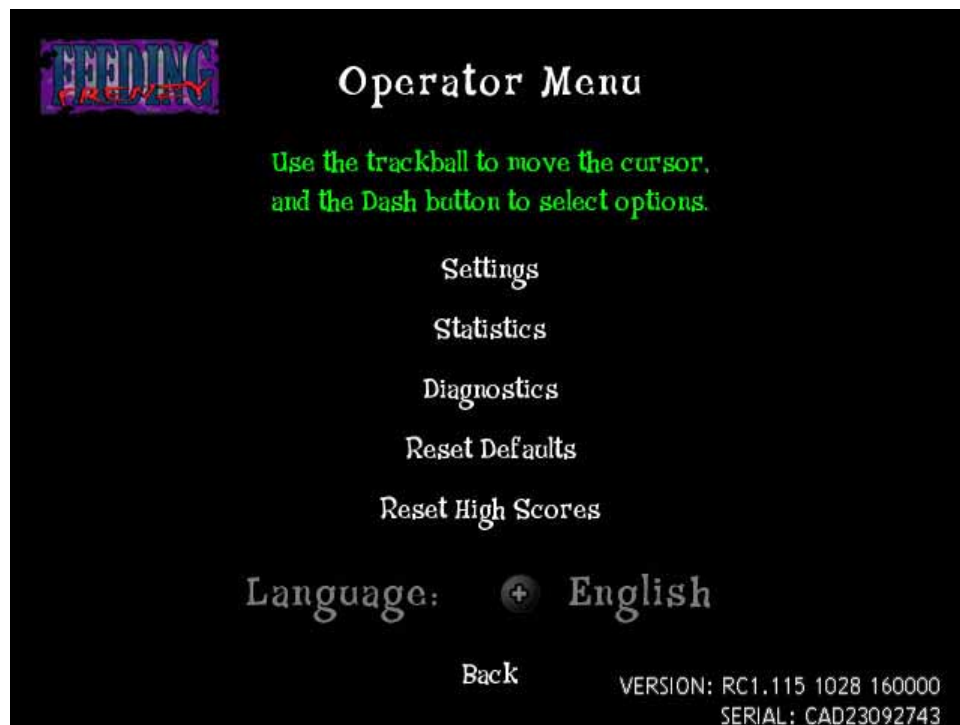 FEEDING
FRENZY
Operator Menu
Use the trackball to move the cursor,
and the Dash button to select options.
Settings
Statistics
Diagnostics
Reset Defaults
Reset High Scores
Language: + English
Back
VERSION: RC1.115 1028 160000
SERIAL: CAD23092743